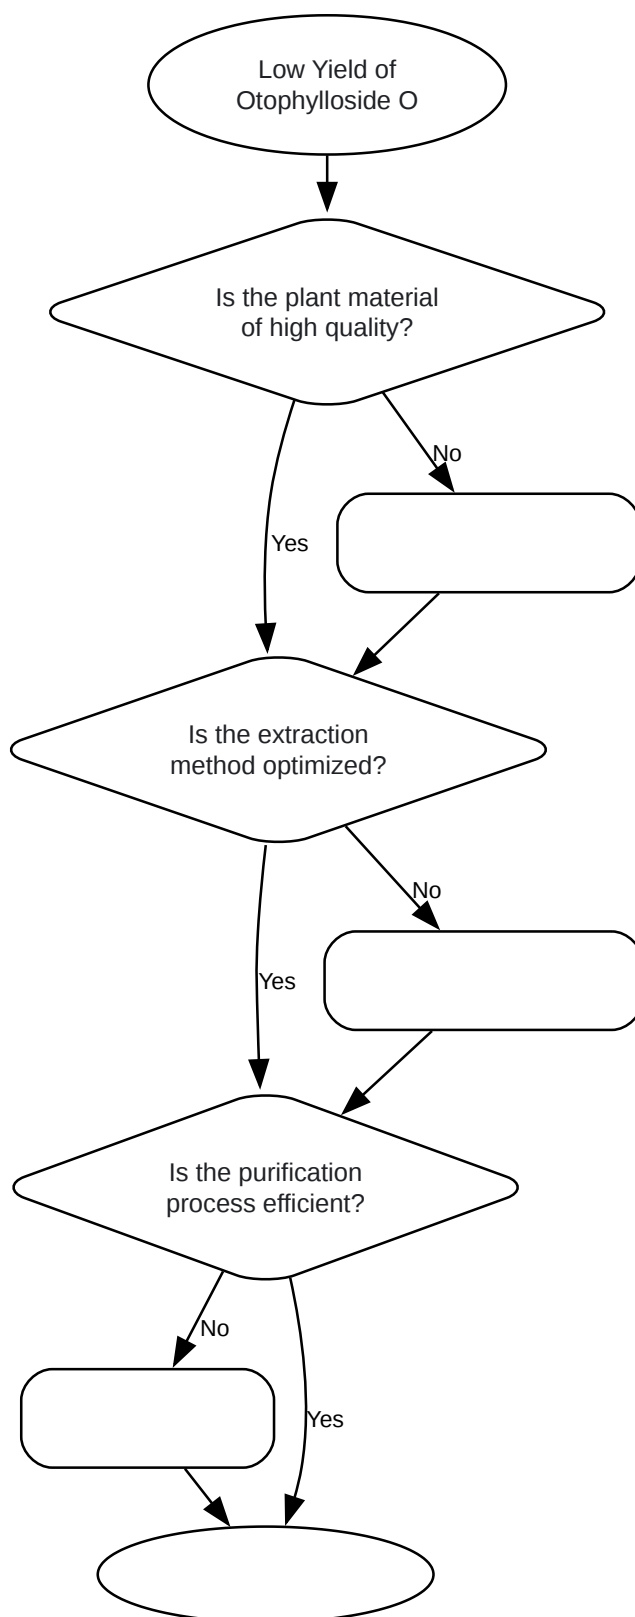 Low Yield of
Otophylloside O
Is the plant material
of high quality?
No
Yes
Is the extraction
method optimized?
No
Yes
Is the purification
process efficient?
No
Yes